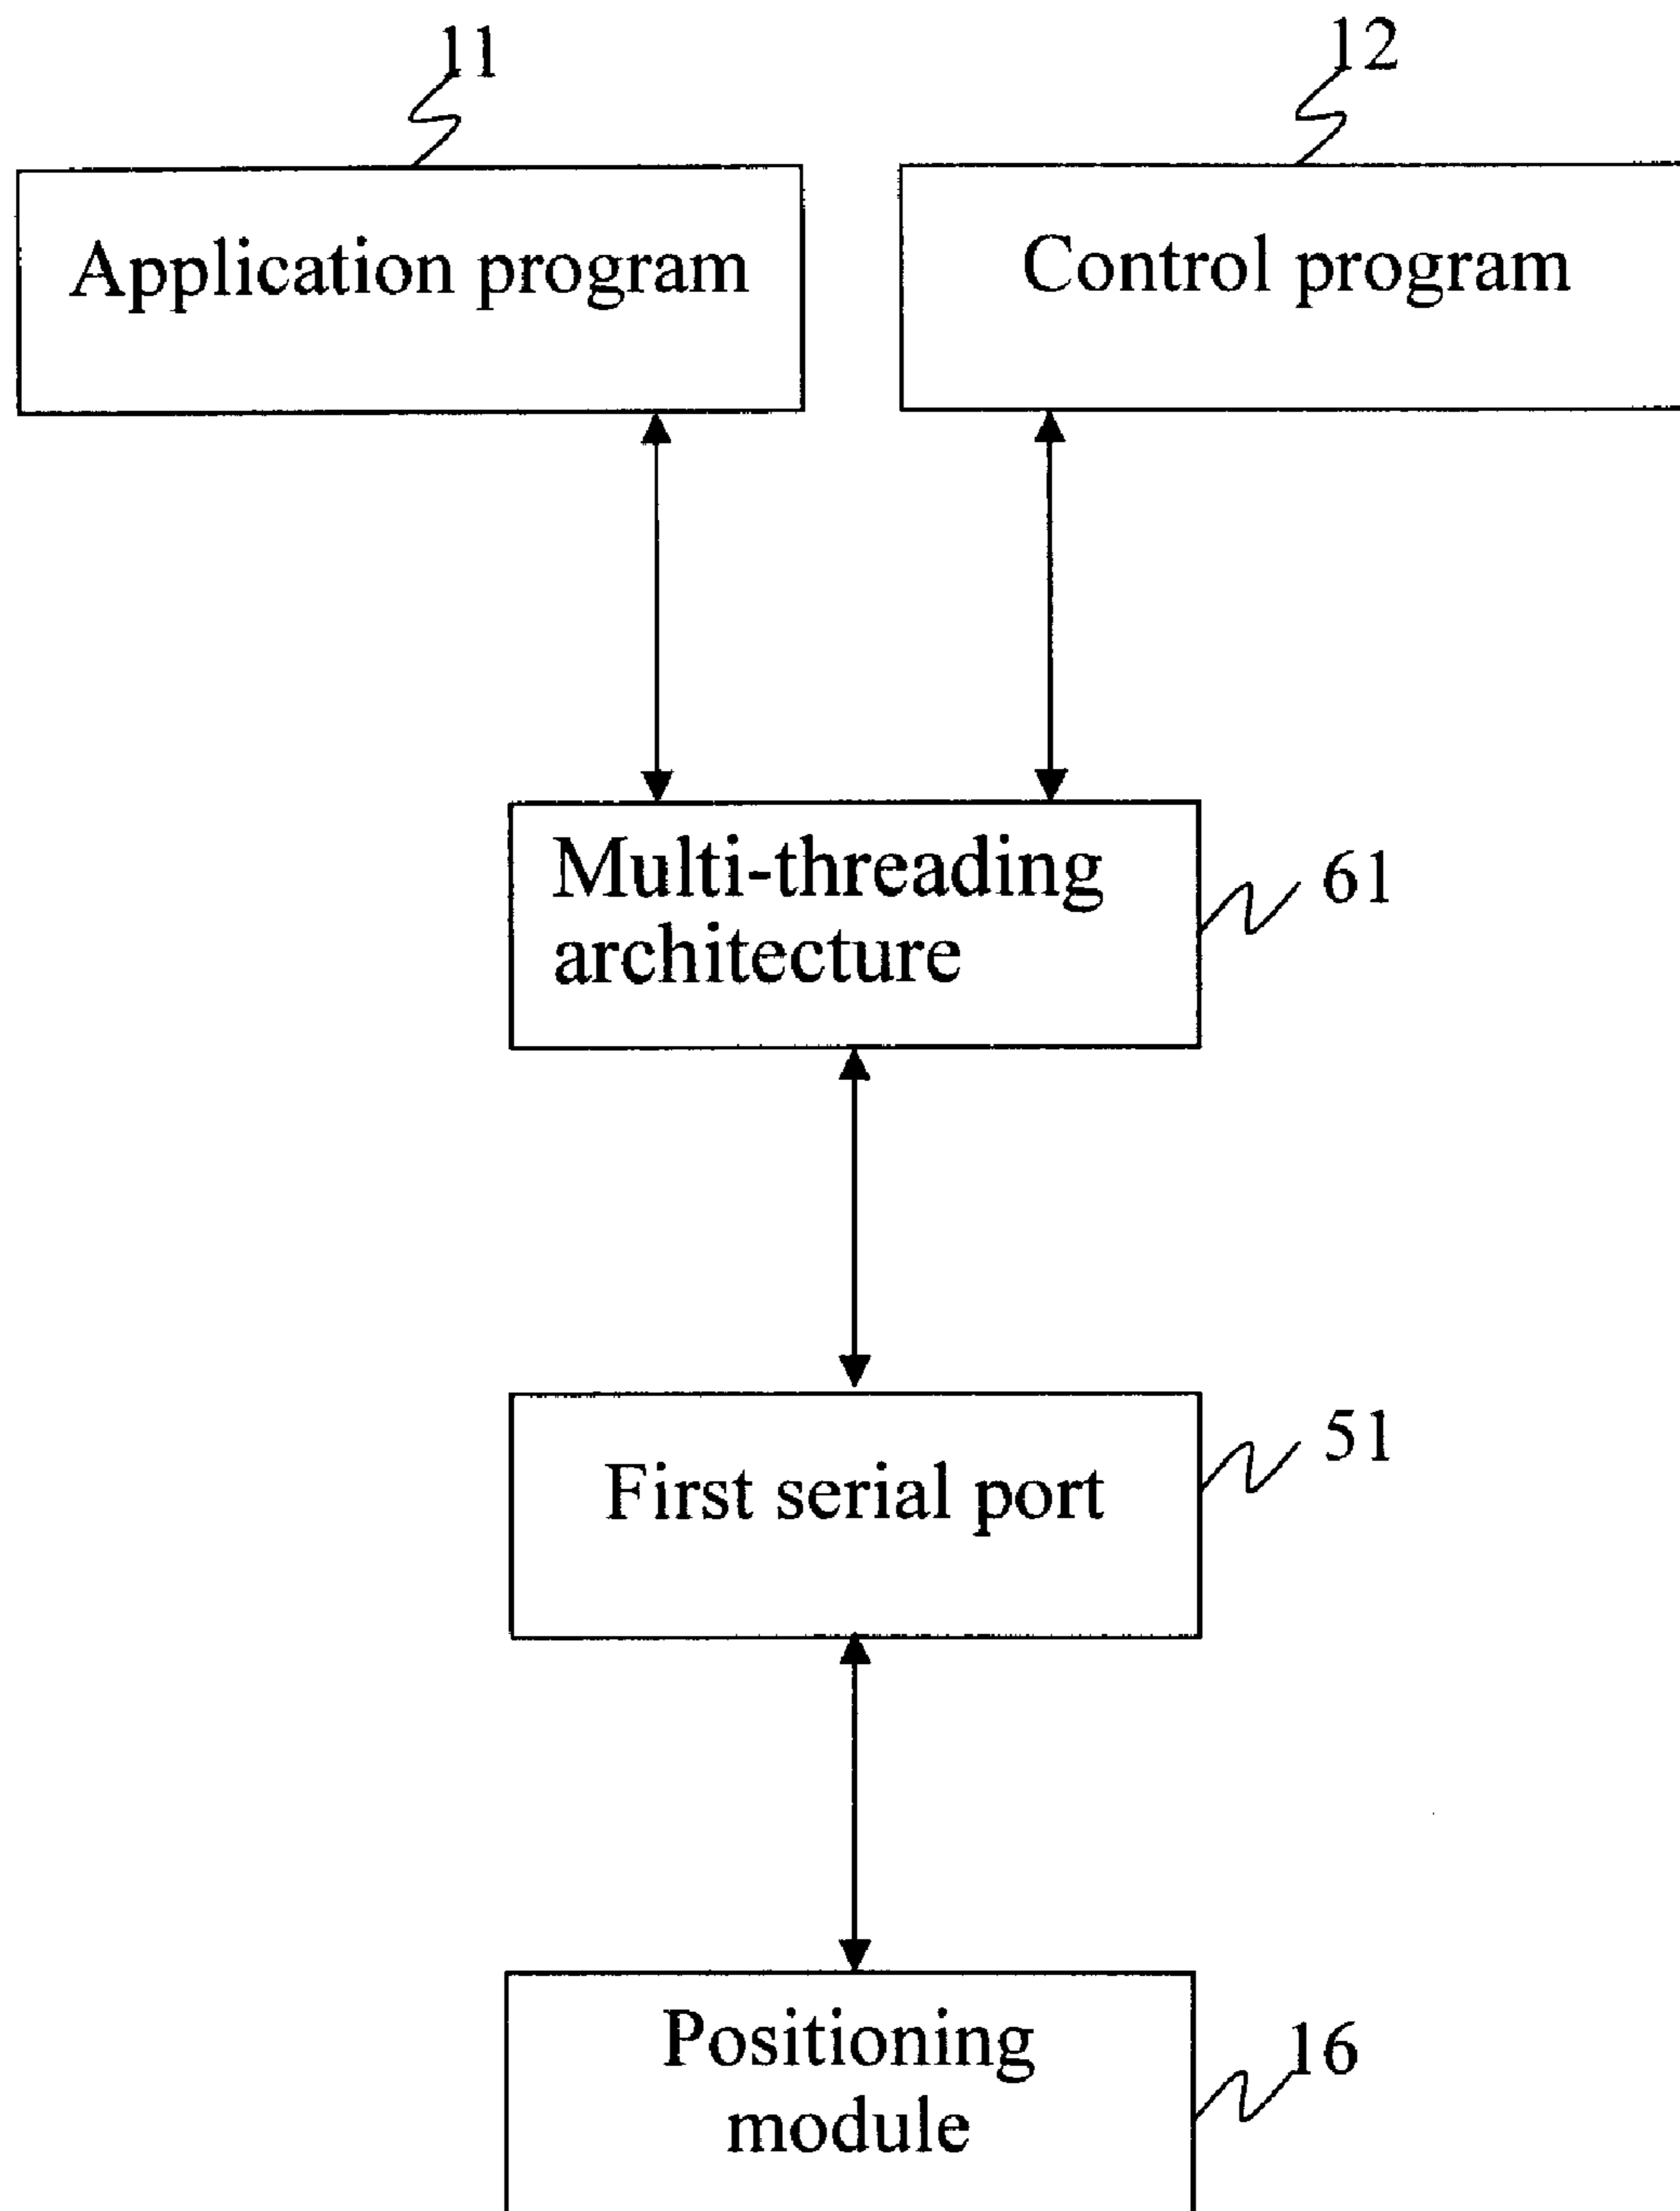 11
12
Application program
Control program
Multi-threading
architecture
61
First serial port
51
Positioning
module
16